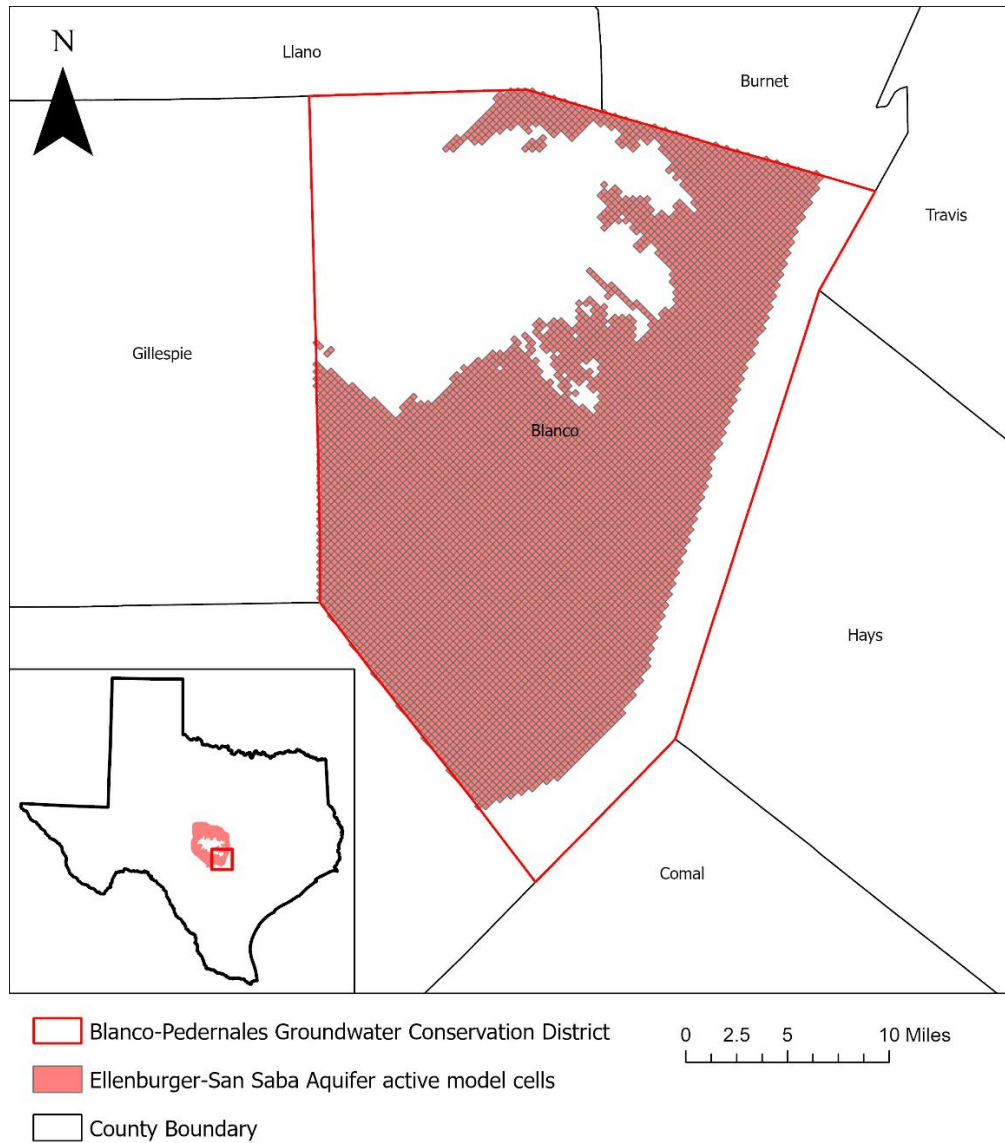 Llano
N
Burnet
Travis
Gillespie
Blanco
Hays
Comal
Blanco-Pedernales Groundwater Conservation District
0 2.5 5 10 Miles
Ellenburger-San Saba Aquifer active model cells
County Boundary